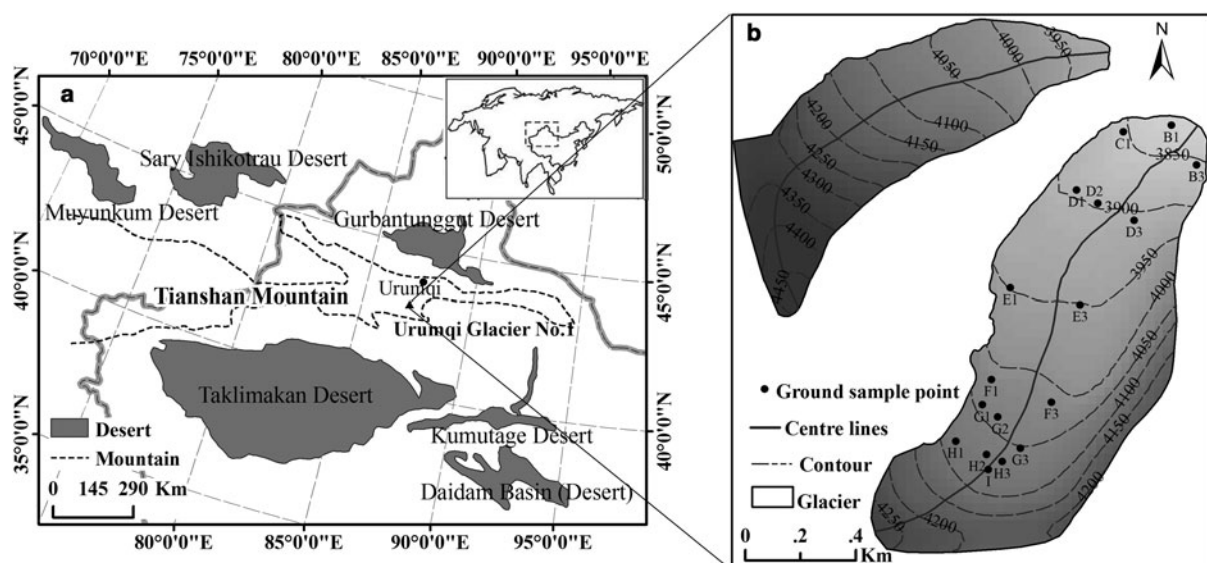 70°0'0"E 75°0'0"E 80°0'0"E 85°0'0"E 90°0'0"E 95°0'0"E
a
45°0'0"N
40°0'0"N
35°0'0"N
50°0'0"N
45°0'0"N
40°0'0"N
Sary Ishikotrau Desert
Muyunkum Desert
Gurbantunggut Desert
Urumqi
Tianshan Mountain
Urumqi Glacier No.1
Taklimakan Desert
Kumutage Desert
Daidam Basin (Desert)
Desert
Mountain
0 145 290 Km
80°0'0"E 85°0'0"E 90°0'0"E 95°0'0"E
b
N
3950
4000
4050
4100
4150
4200
4250
4300
4350
4400
4450
C1 B1
3850
B3
D2
D1 3900
D3
3950
4000
E1
E3
4050
4100
4150
F1
G1 F3
G2
H1
H2 G3
H3
I
4200
4250 4200
Ground sample point
Centre lines
Contour
Glacier
0 .2 .4
Km